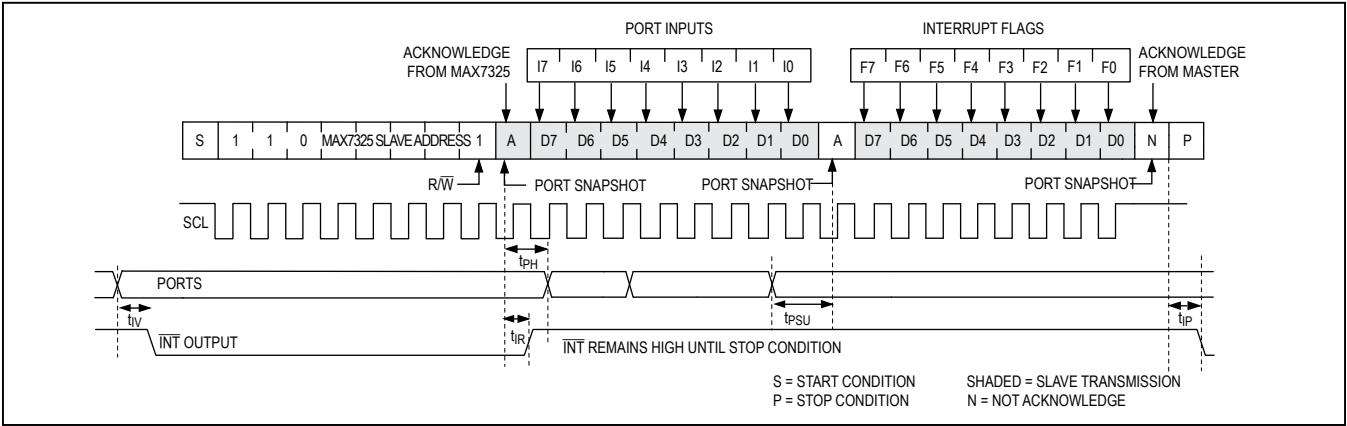 PORT INPUTS
INTERRUPT FLAGS
ACKNOWLEDGE
FROM MAX7325
I7 I6 I5 I4 I3 I2 I1 I0
F7 F6 F5 F4 F3 F2 F1 F0
ACKNOWLEDGE
FROM MASTER
S 1 1 0 MAX7325 SLAVE ADDRESS 1 A D7 D6 D5 D4 D3 D2 D1 D0 A D7 D6 D5 D4 D3 D2 D1 D0 N P
R/W̅ PORT SNAPSHOT PORT SNAPSHOT PORT SNAPSHOT
SCL
tPH
PORTS
tIV tIR tPSU tIP
I̅N̅T̅ OUTPUT
I̅N̅T̅ REMAINS HIGH UNTIL STOP CONDITION
S = START CONDITION SHADED = SLAVE TRANSMISSION
P = STOP CONDITION N = NOT ACKNOWLEDGE